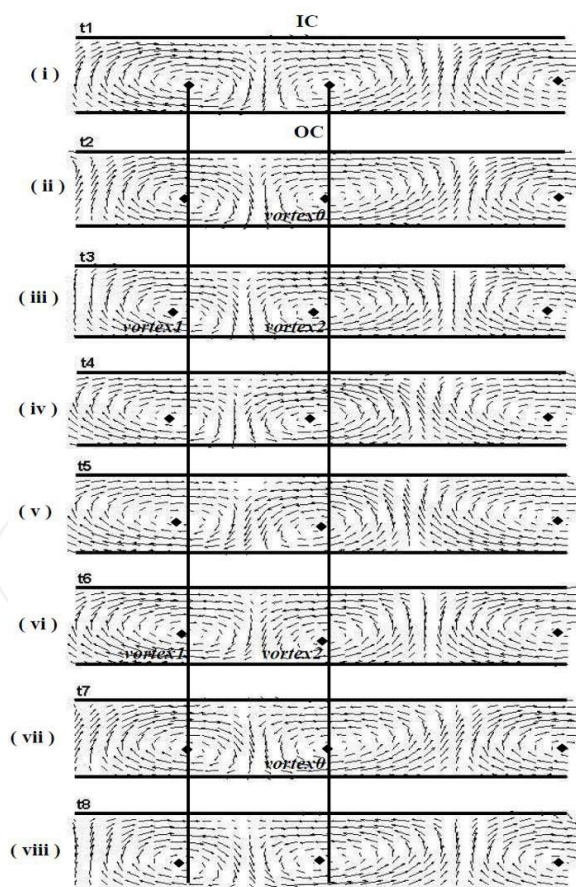 t1 IC
( i )
OC
t2
( ii )
vortex0
t3
( iii )
vortex1 vortex2
t4
( iv )
t5
( v )
t6
( vi )
vortex1 vortex2
t7
( vii )
vortex0
t8
( viii )